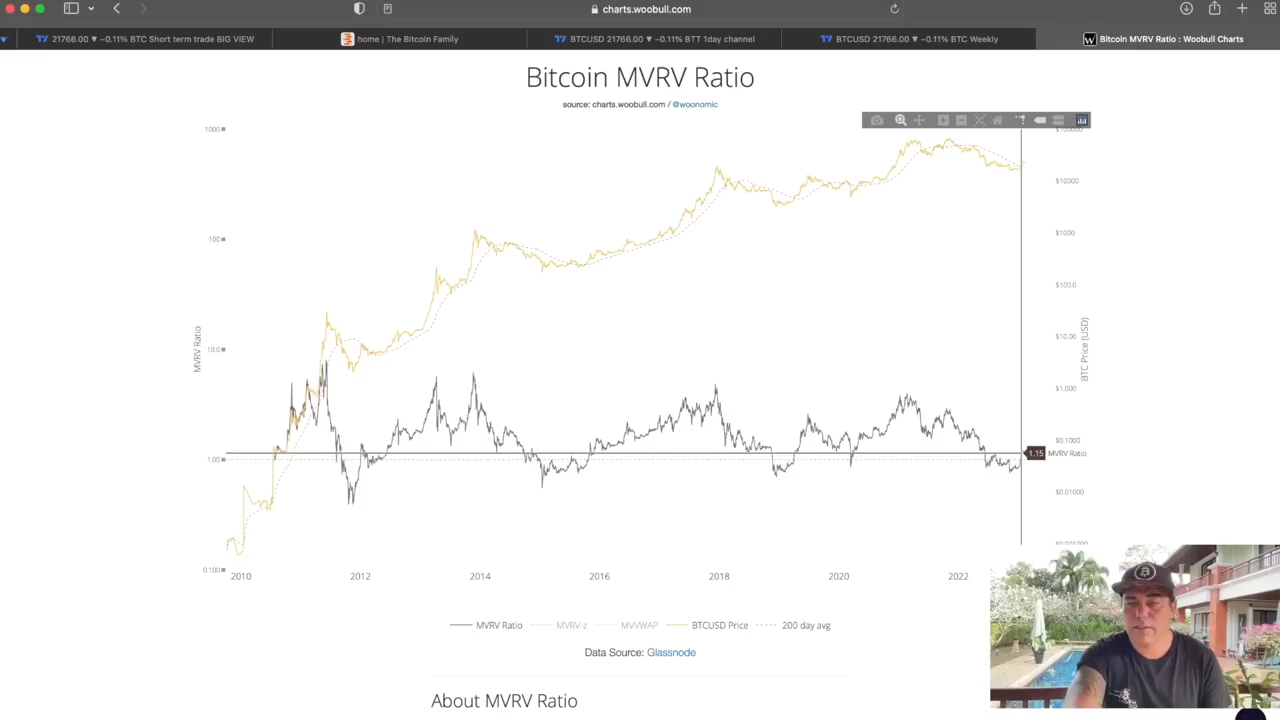 charts.woobull.com
21766.00 ▼ −0.11% BTC Short term trade BIG VIEW
home | The Bitcoin Family
BTCUSD 21766.00 ▼ −0.11% BTT 1day channel
BTCUSD 21766.00 ▼ −0.11% BTC Weekly
Bitcoin MVRV Ratio : Woobull Charts
Bitcoin MVRV Ratio
source: charts.woobull.com / @woonomic
1000
100.
10.0
1.00
0.100
MVRV Ratio
$100000
$10000
$1000
$100.0
$10.00
$1.000
$0.1000
$0.01000
$0.001000
BTC Price (USD)
1.15 MVRV Ratio
2010 2012 2014 2016 2018 2020 2022
MVRV Ratio MVRV-z MVVWAP BTCUSD Price 200 day avg
Data Source: Glassnode
About MVRV Ratio